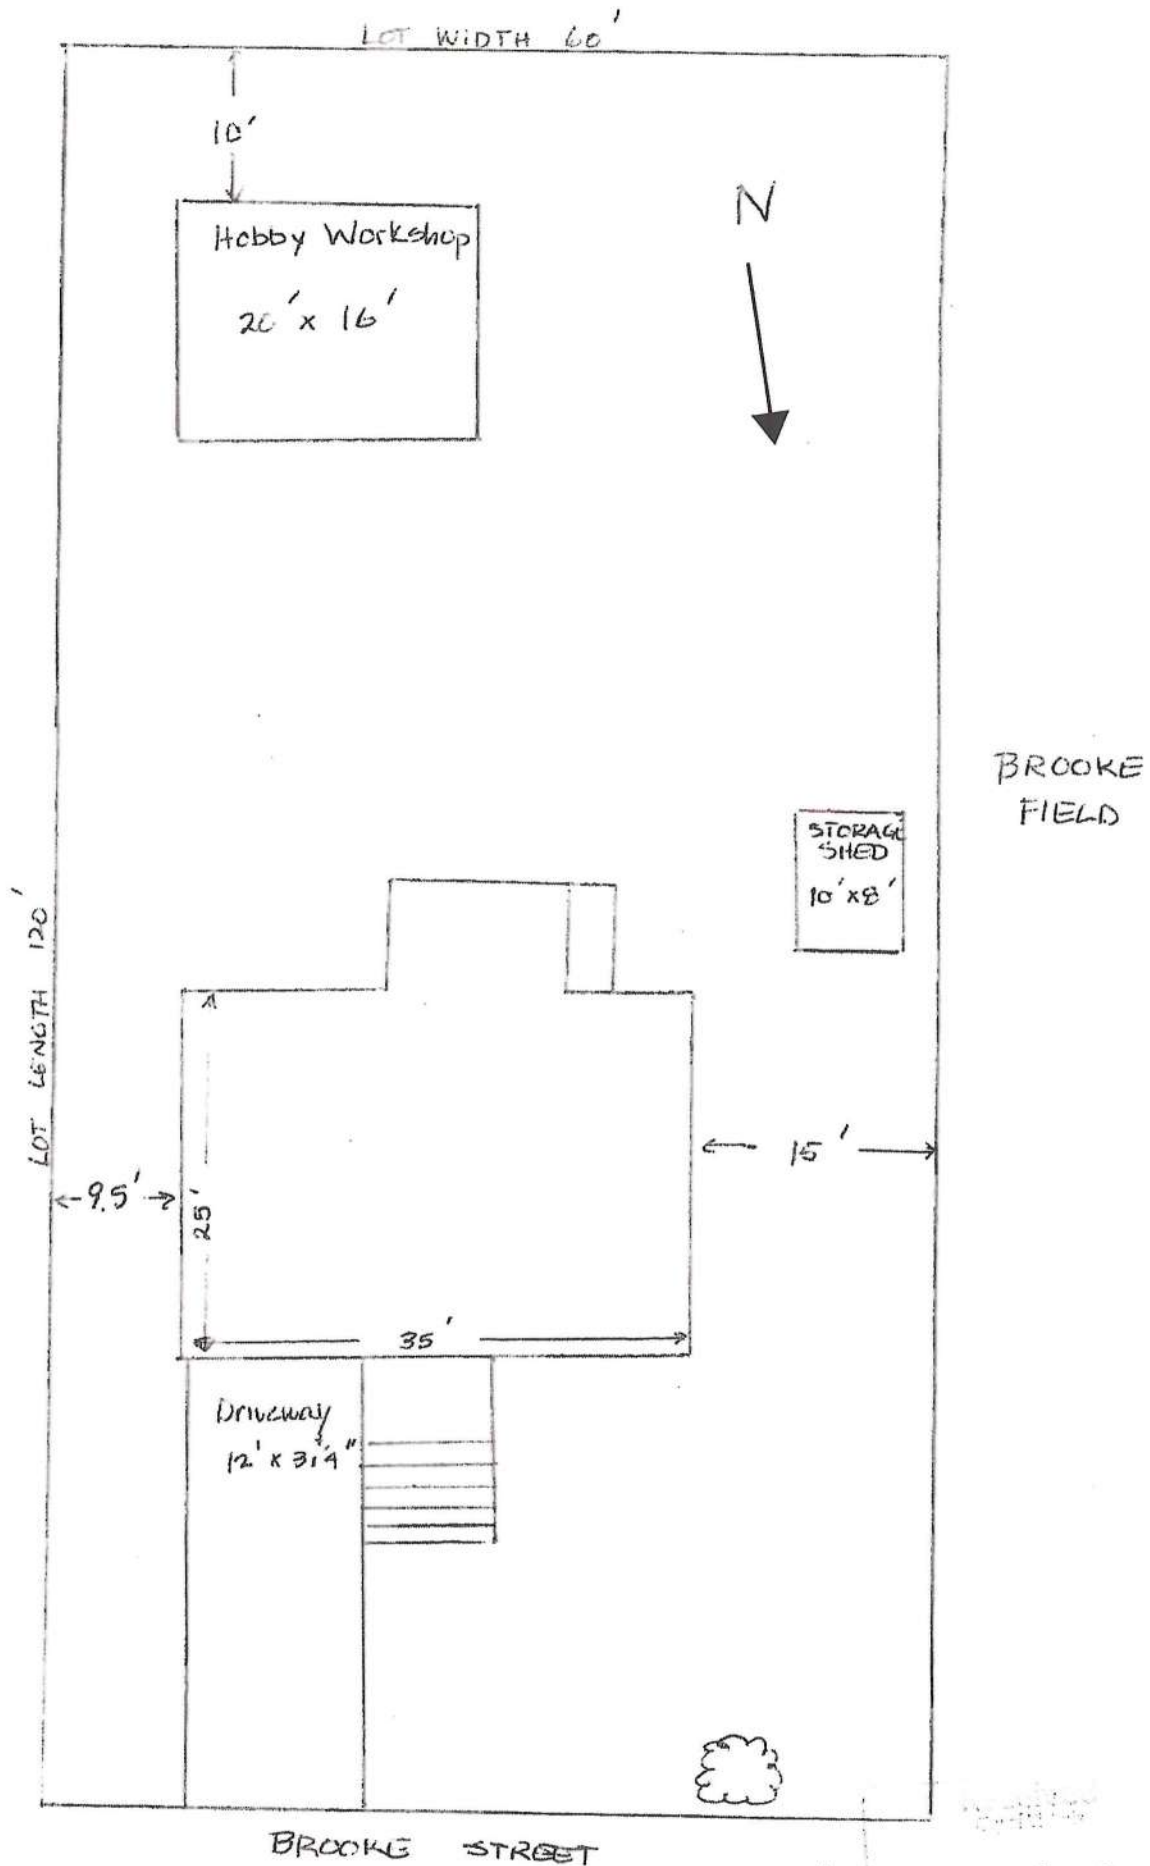 LOT WIDTH 60'
10'
Hobby Workshop
20' x 16'
N
BROOKE
FIELD
STORAGE
SHED
10' x 8'
LOT LENGTH 120'
15'
9.5'
25'
35'
Driveway
12' x 31'4"
BROOKE STREET